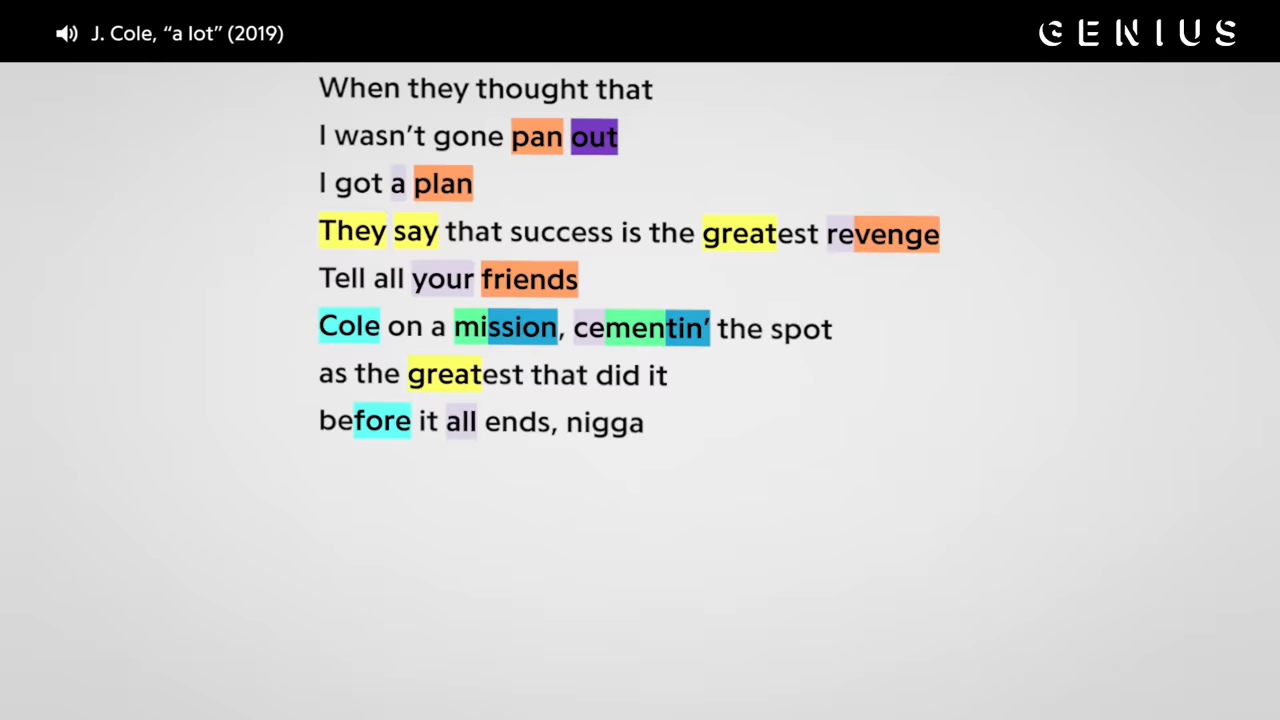 J. Cole, “a lot” (2019)
GENIUS
When they thought that
I wasn’t gone pan out
I got a plan
They say that success is the greatest revenge
Tell all your friends
Cole on a mission, cementin’ the spot
as the greatest that did it
before it all ends, nigga